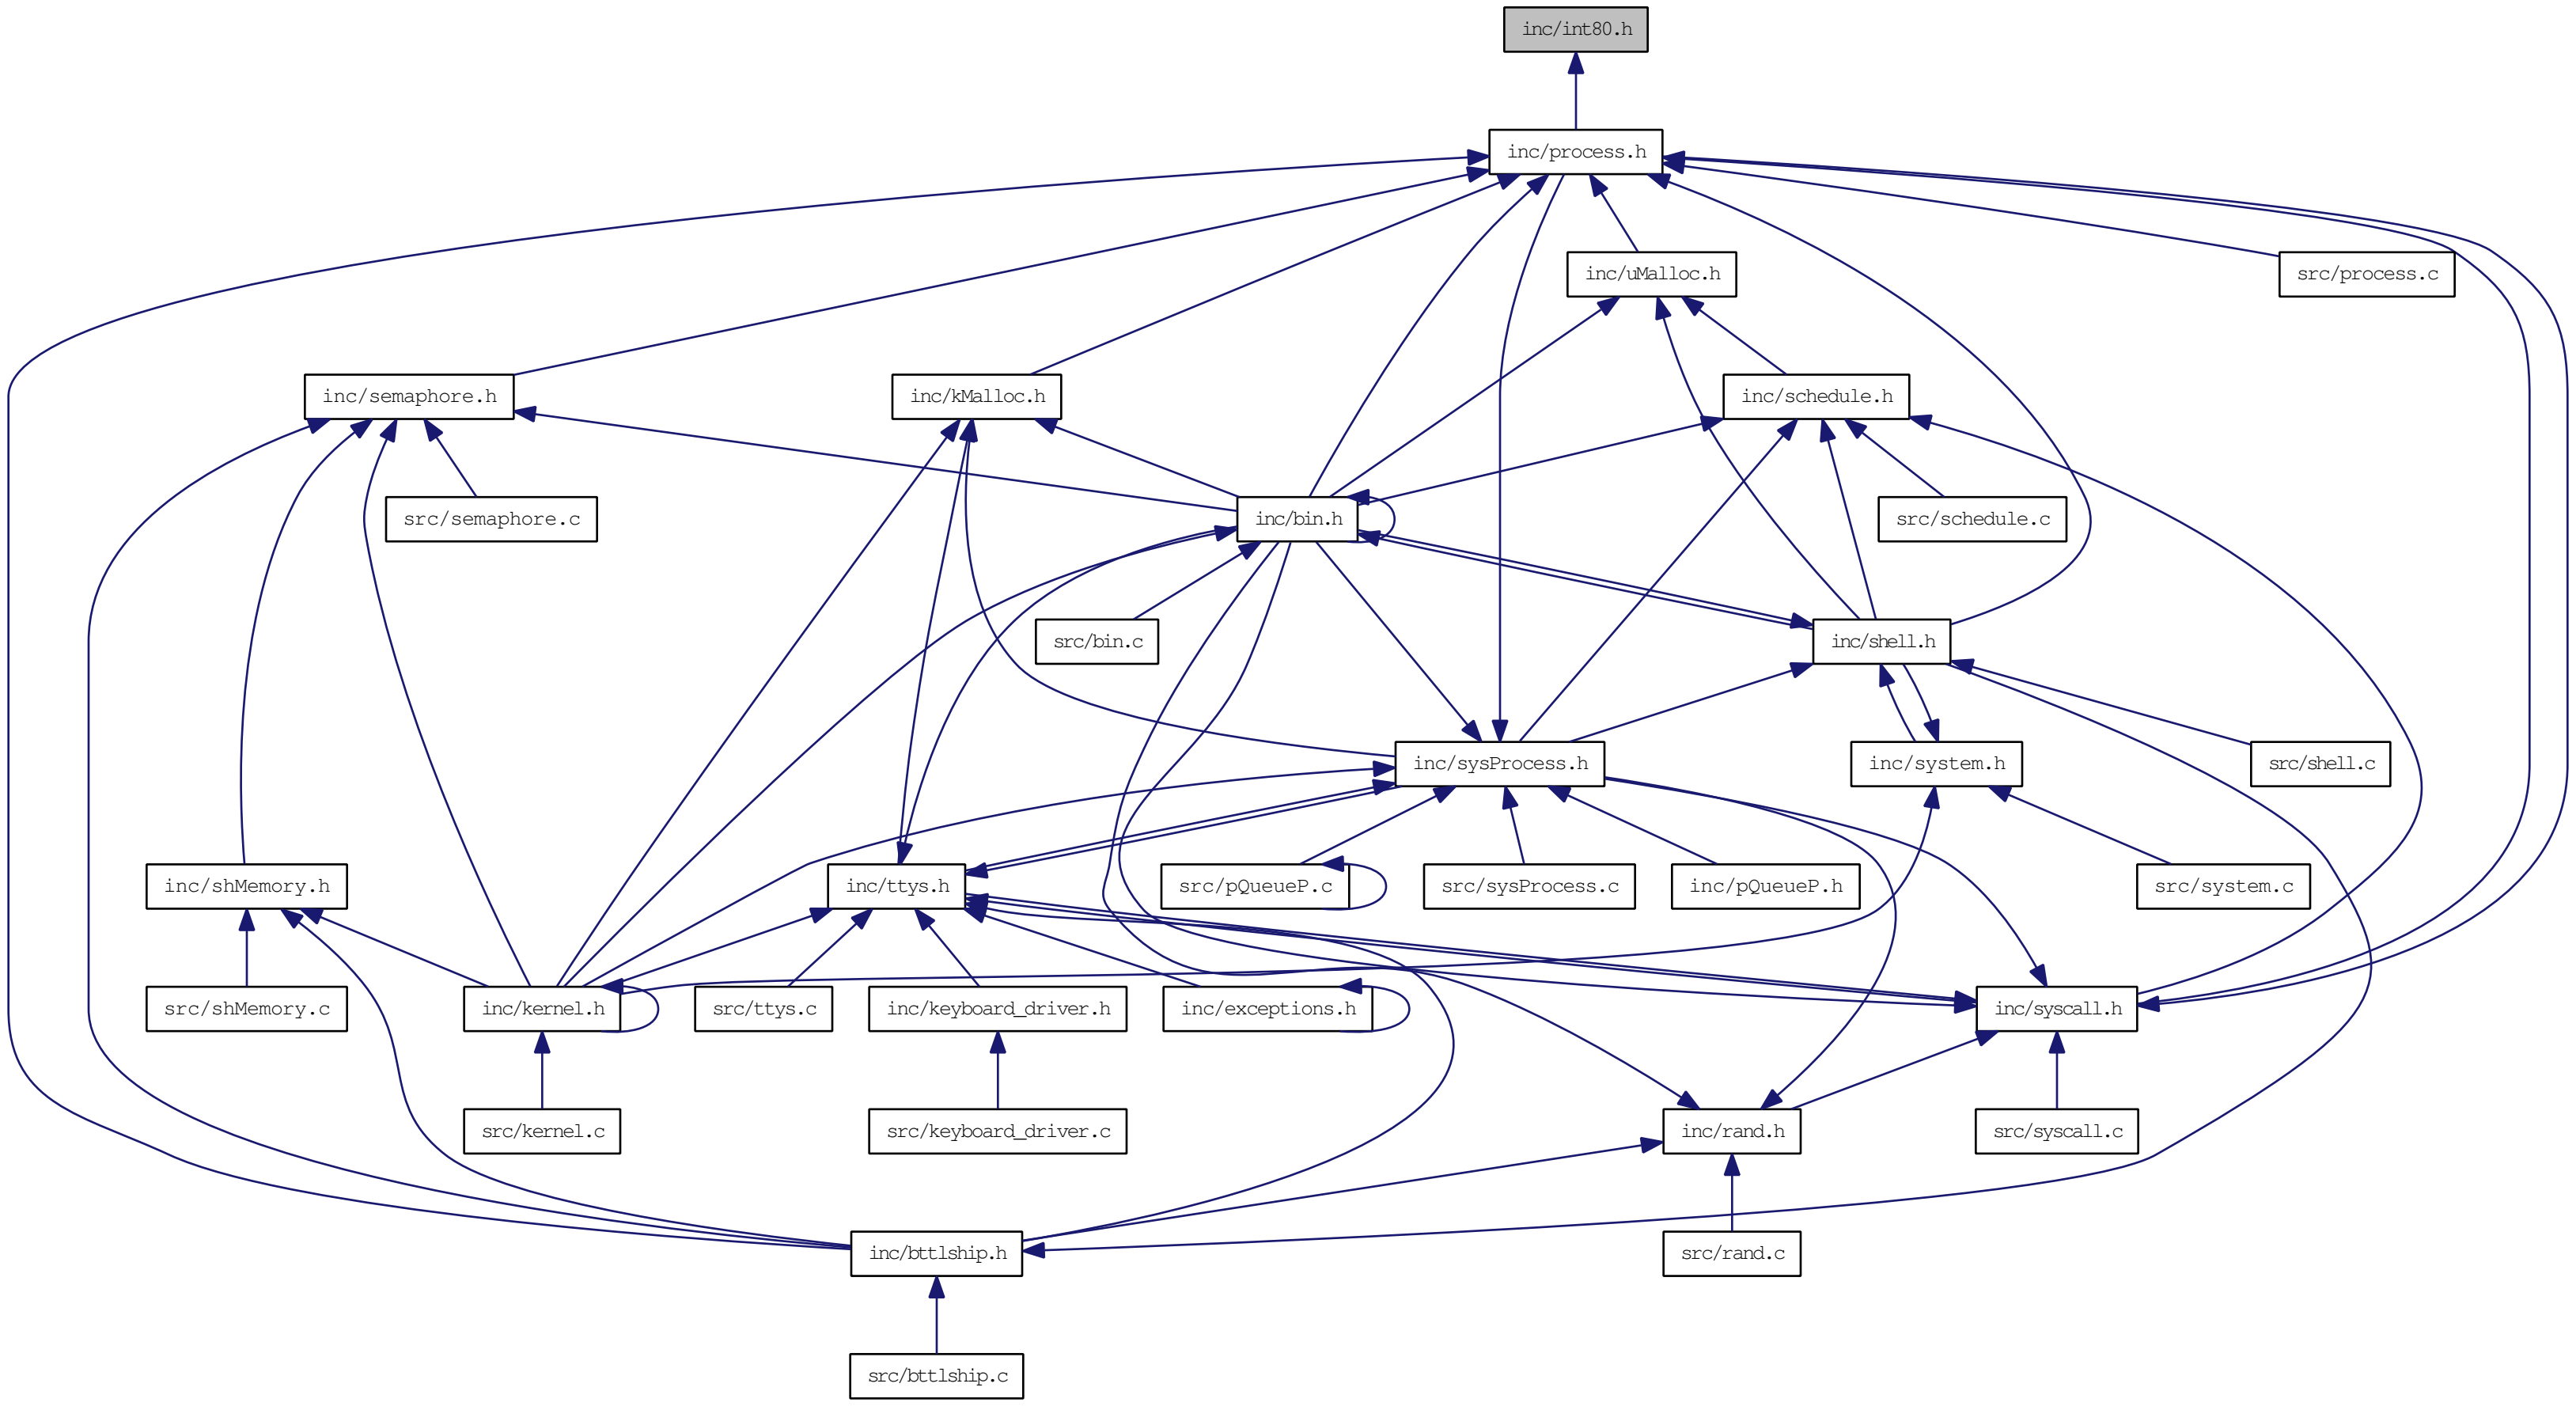 inc/int80.h
inc/process.h
inc/uMalloc.h
src/process.c
inc/semaphore.h
inc/kMalloc.h
inc/schedule.h
src/semaphore.c
inc/bin.h
src/schedule.c
src/bin.c
inc/shell.h
inc/sysProcess.h
inc/system.h
src/shell.c
inc/shMemory.h
inc/ttys.h
src/pQueueP.c
src/sysProcess.c
inc/pQueueP.h
src/system.c
src/shMemory.c
inc/kernel.h
src/ttys.c
inc/keyboard_driver.h
inc/exceptions.h
inc/syscall.h
src/kernel.c
src/keyboard_driver.c
inc/rand.h
src/syscall.c
inc/bttlship.h
src/rand.c
src/bttlship.c